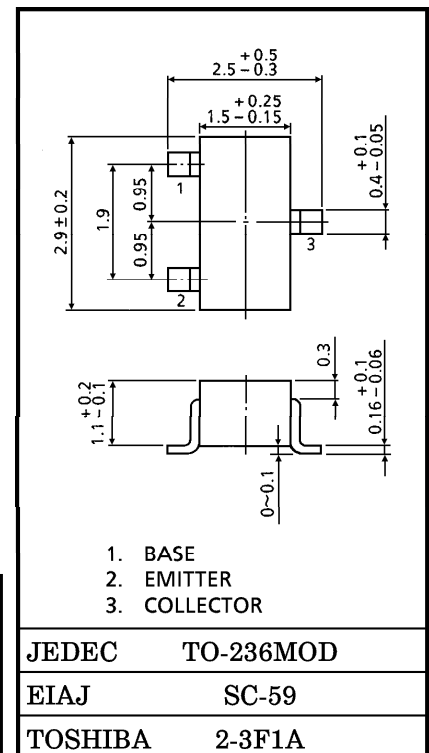 +0.5
2.5 – 0.3
+0.25
1.5 – 0.15
+0.1
0.4 – 0.05
2.9 ± 0.2
1.9
0.95
0.95
1
2
3
+0.2
1.1 – 0.1
0.3
+0.1
0.16 – 0.06
0~0.1
1. BASE
2. EMITTER
3. COLLECTOR
JEDEC TO-236MOD
EIAJ SC-59
TOSHIBA 2-3F1A